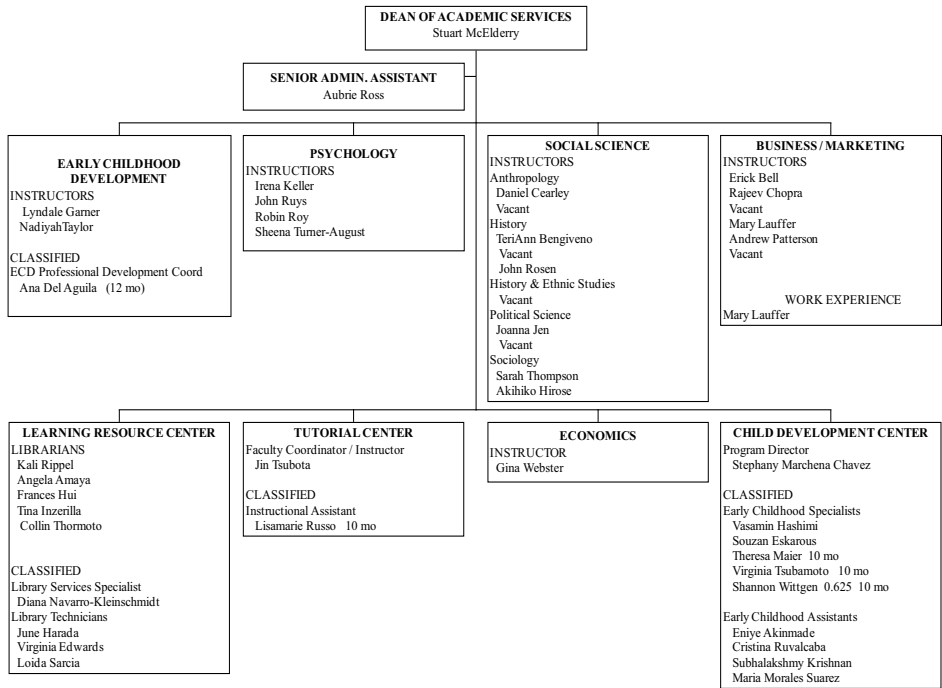 DEAN OF ACADEMIC SERVICES
Stuart McElderry
SENIOR ADMIN. ASSISTANT
Aubrie Ross
EARLY CHILDHOOD
DEVELOPMENT
INSTRUCTORS
Lyndale Garner
NadiyahTaylor
CLASSIFIED
ECD Professional Development Coord
Ana Del Aguila (12 mo)
PSYCHOLOGY
INSTRUCTIORS
Irena Keller
John Ruys
Robin Roy
Sheena Turner-August
SOCIAL SCIENCE
INSTRUCTORS
Anthropology
Daniel Cearley
Vacant
History
TeriAnn Bengiveno
Vacant
John Rosen
History & Ethnic Studies
Vacant
Political Science
Joanna Jen
Vacant
Sociology
Sarah Thompson
Akihiko Hirose
BUSINESS / MARKETING
INSTRUCTORS
Erick Bell
Rajeev Chopra
Vacant
Mary Lauffer
Andrew Patterson
Vacant
WORK EXPERIENCE
Mary Lauffer
LEARNING RESOURCE CENTER
LIBRARIANS
Kali Rippel
Angela Amaya
Frances Hui
Tina Inzerilla
Collin Thormoto
CLASSIFIED
Library Services Specialist
Diana Navarro-Kleinschmidt
Library Technicians
June Harada
Virginia Edwards
Loida Sarcia
TUTORIAL CENTER
Faculty Coordinator / Instructor
Jin Tsubota
CLASSIFIED
Instructional Assistant
Lisamarie Russo 10 mo
ECONOMICS
INSTRUCTOR
Gina Webster
CHILD DEVELOPMENT CENTER
Program Director
Stephany Marchena Chavez
CLASSIFIED
Early Childhood Specialists
Vasamin Hashimi
Souzan Eskarous
Theresa Maier 10 mo
Virginia Tsubamoto 10 mo
Shannon Wittgen 0.625 10 mo
Early Childhood Assistants
Eniye Akinmade
Cristina Ruvalcaba
Subhalakshmy Krishnan
Maria Morales Suarez